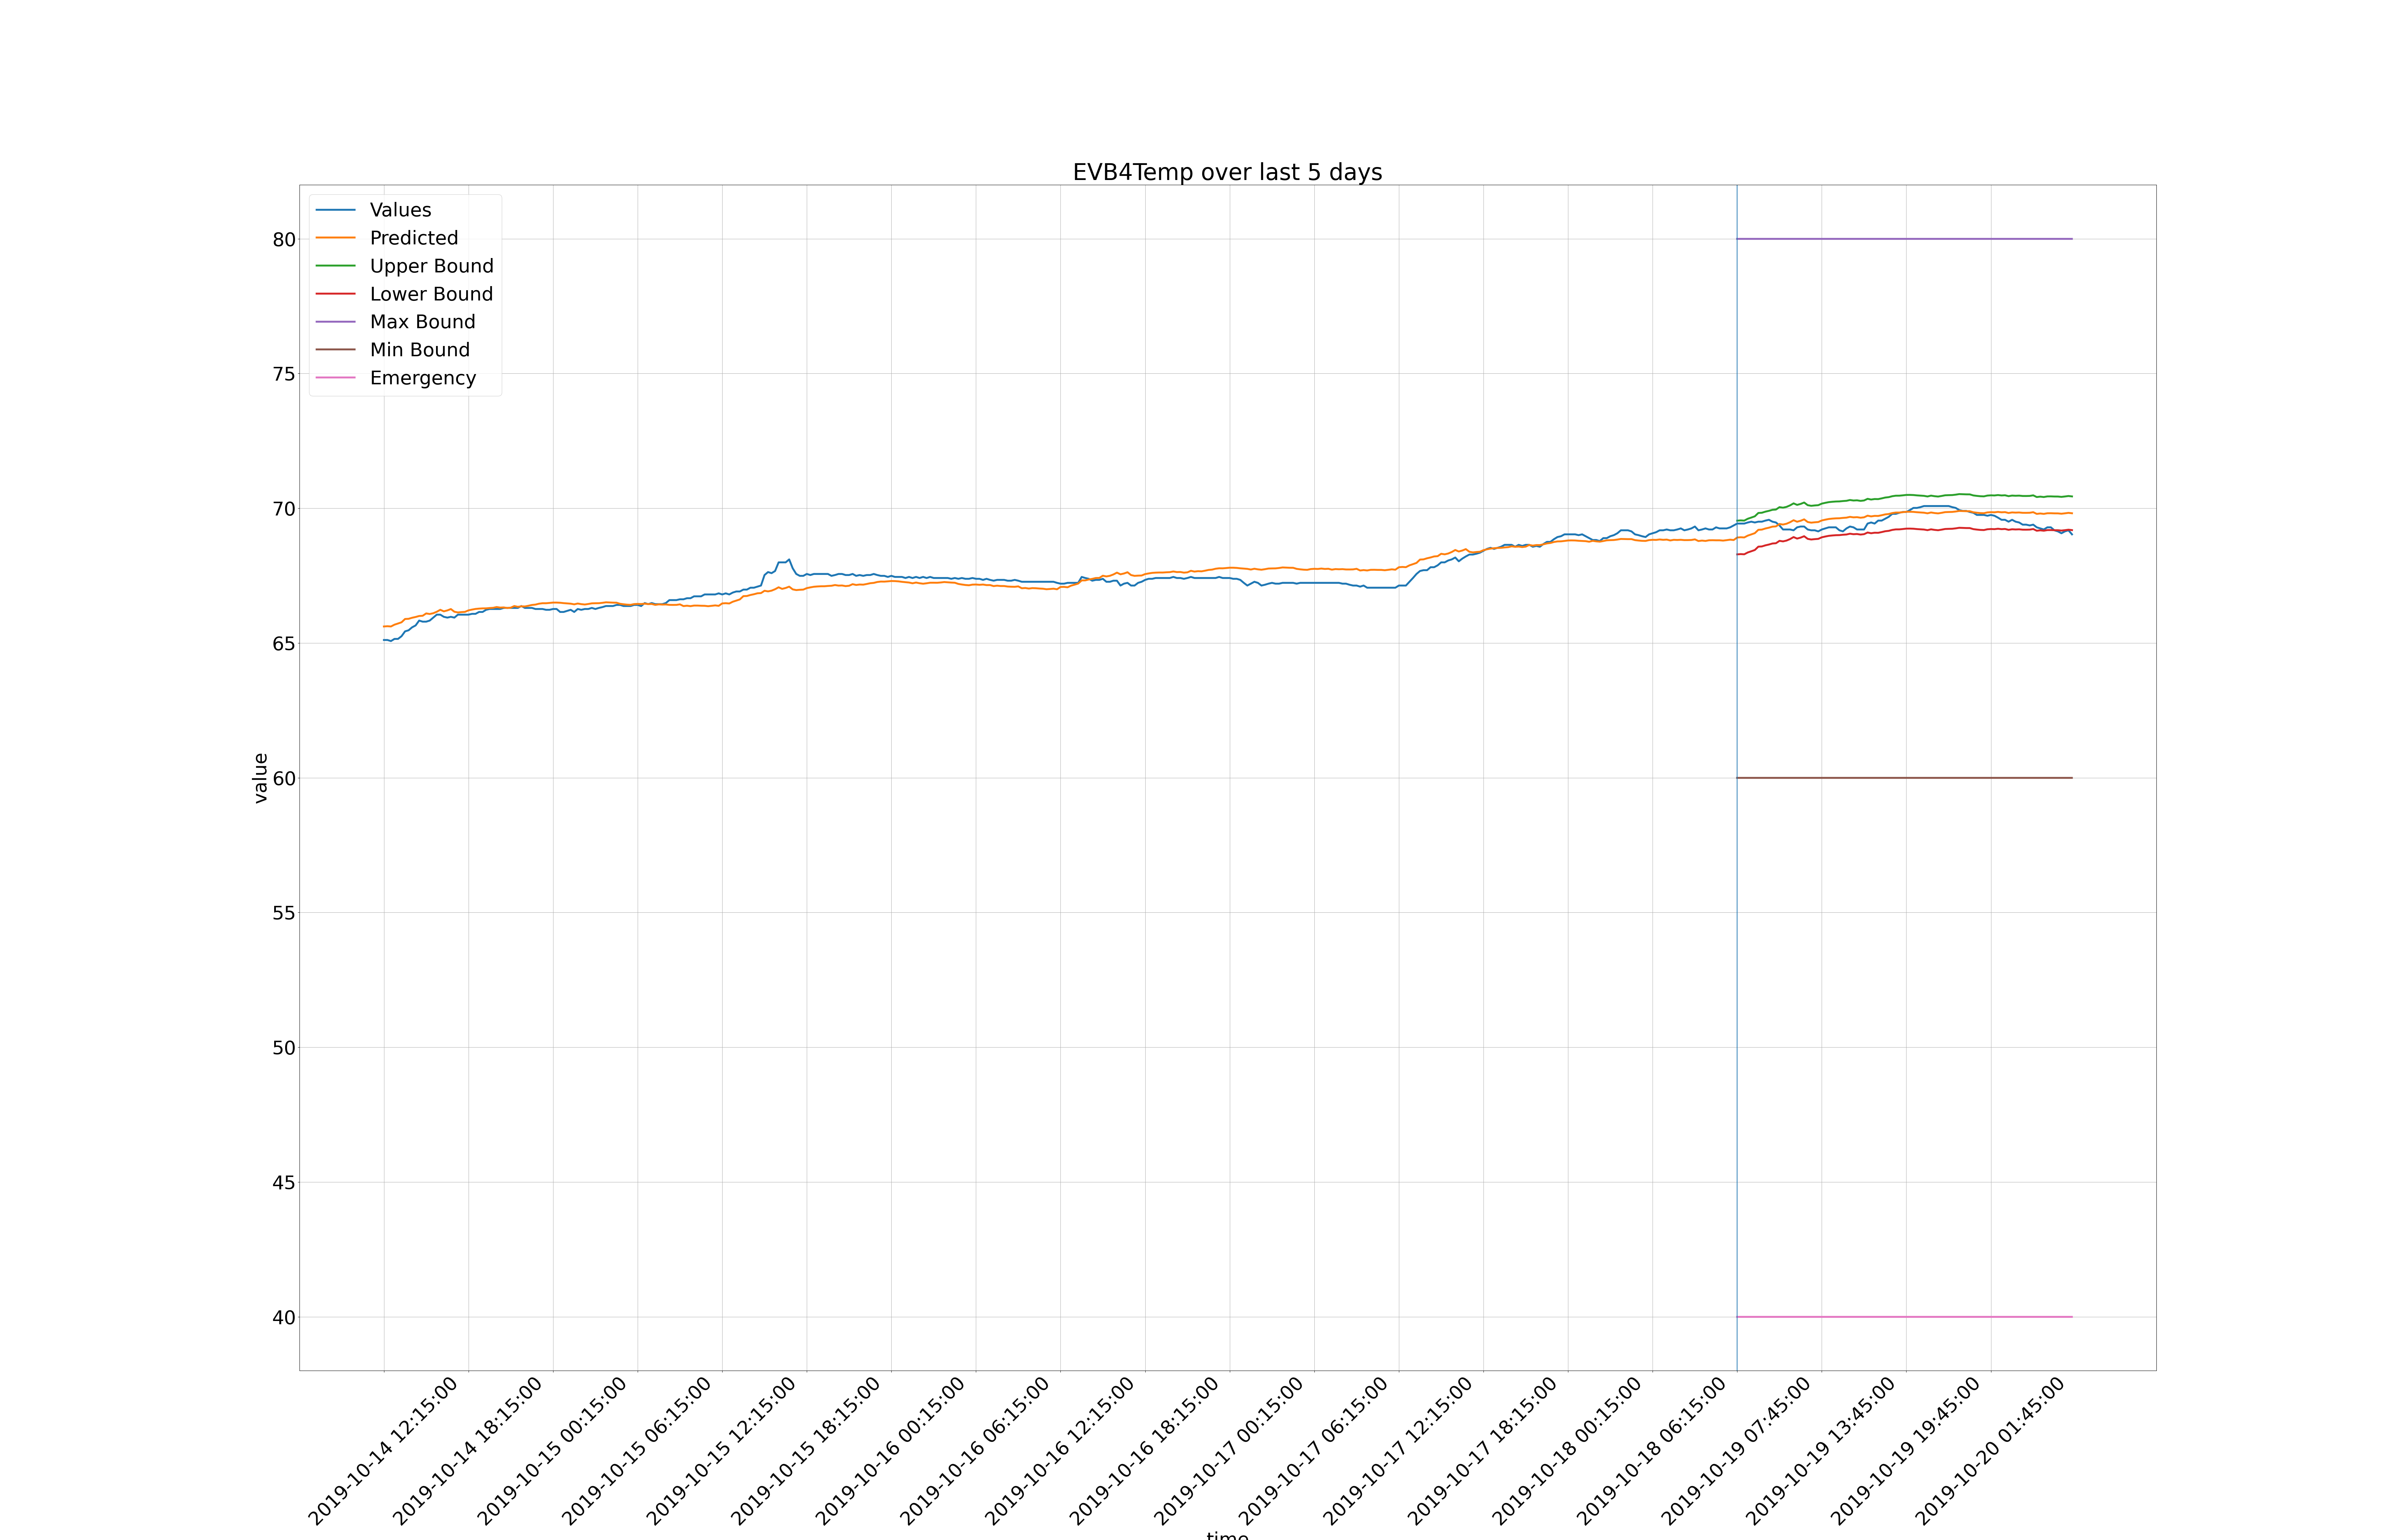 EVB4Temp over last 5 days
Values
Predicted
Upper Bound
Lower Bound
Max Bound
Min Bound
Emergency
80
75
70
65
60
55
50
45
40
value
2019-10-14 12:15:00
2019-10-14 18:15:00
2019-10-15 00:15:00
2019-10-15 06:15:00
2019-10-15 12:15:00
2019-10-15 18:15:00
2019-10-16 00:15:00
2019-10-16 06:15:00
2019-10-16 12:15:00
2019-10-16 18:15:00
2019-10-17 00:15:00
2019-10-17 06:15:00
2019-10-17 12:15:00
2019-10-17 18:15:00
2019-10-18 00:15:00
2019-10-18 06:15:00
2019-10-19 07:45:00
2019-10-19 13:45:00
2019-10-19 19:45:00
2019-10-20 01:45:00
time